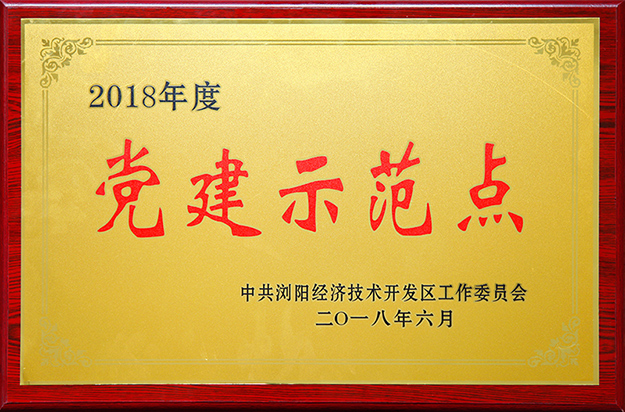 2018年度
党建示范点
中共浏阳经济技术开发区工作委员会
二〇一八年六月